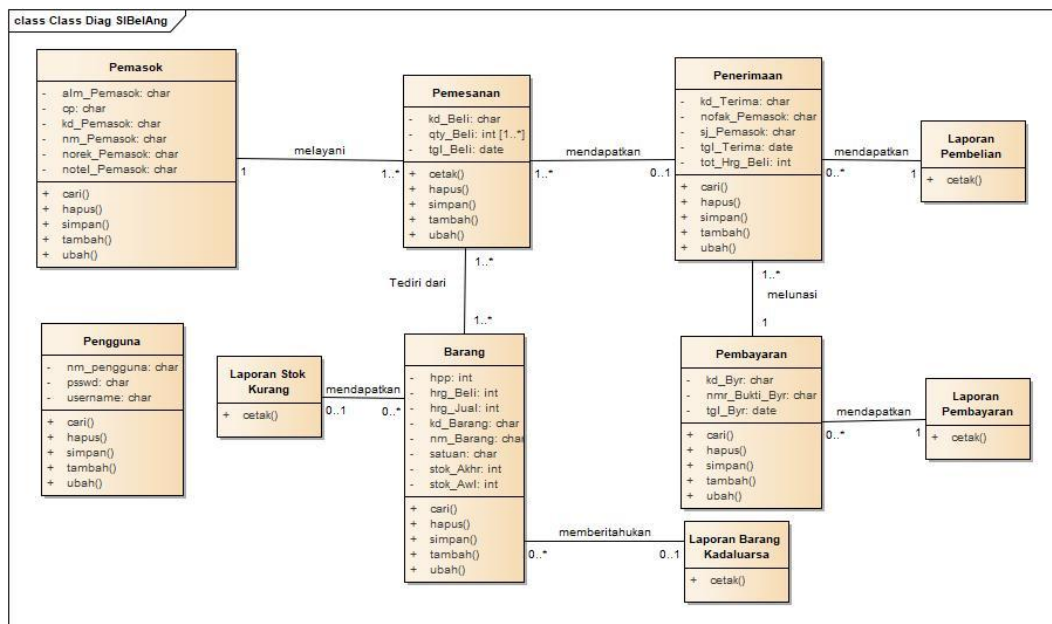 class Class Diag SIBelAng
Pemasok
- alm_Pemasok: char
- cp: char
- kd_Pemasok: char
- nm_Pemasok: char
- norek_Pemasok: char
- notel_Pemasok: char
+ cari()
+ hapus()
+ simpan()
+ tambah()
+ ubah()
melayani
1
1..*
Pemesanan
- kd_Beli: char
- qty_Beli: int [1..*]
- tgl_Beli: date
+ cetak()
+ hapus()
+ simpan()
+ tambah()
+ ubah()
mendapatkan
1..*
0..1
Penerimaan
- kd_Terima: char
- nofak_Pemasok: char
- sj_Pemasok: char
- tgl_Terima: date
- tot_Hrg_Beli: int
+ cari()
+ hapus()
+ simpan()
+ tambah()
+ ubah()
mendapatkan
0..*
1
Laporan
Pembelian
+ cetak()
1..*
Tediri dari
1..*
1..*
melunasi
1
Pengguna
- nm_pengguna: char
- psswd: char
- username: char
+ cari()
+ hapus()
+ simpan()
+ tambah()
+ ubah()
Laporan Stok
Kurang
+ cetak()
mendapatkan
0..1
0..*
Barang
- hpp: int
- hrg_Beli: int
- hrg_Jual: int
- kd_Barang: char
- nm_Barang: char
- satuan: char
- stok_Akhr: int
- stok_Awl: int
+ cari()
+ hapus()
+ simpan()
+ tambah()
+ ubah()
Pembayaran
- kd_Byr: char
- nmr_Bukti_Byr: char
- tgl_Byr: date
+ cari()
+ hapus()
+ simpan()
+ tambah()
+ ubah()
mendapatkan
0..*
1
Laporan
Pembayaran
+ cetak()
memberitahukan
0..*
0..1
Laporan Barang
Kadaluarsa
+ cetak()